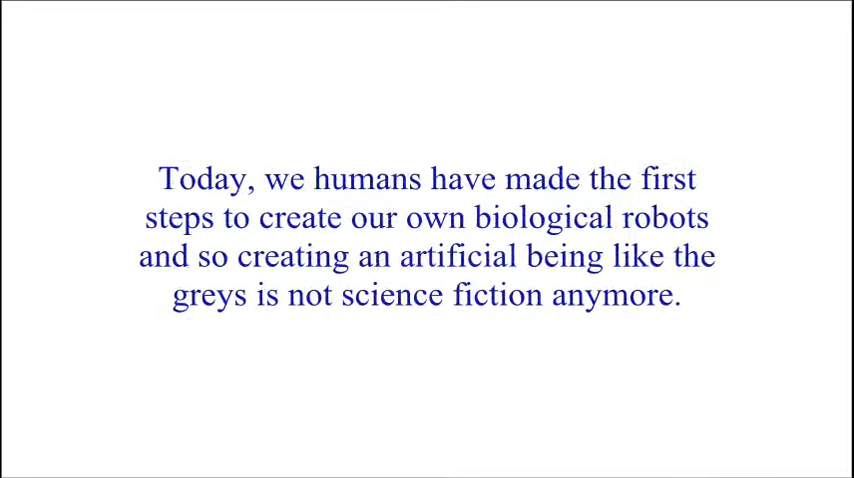 Today, we humans have made the first
steps to create our own biological robots
and so creating an artificial being like the
greys is not science fiction anymore.